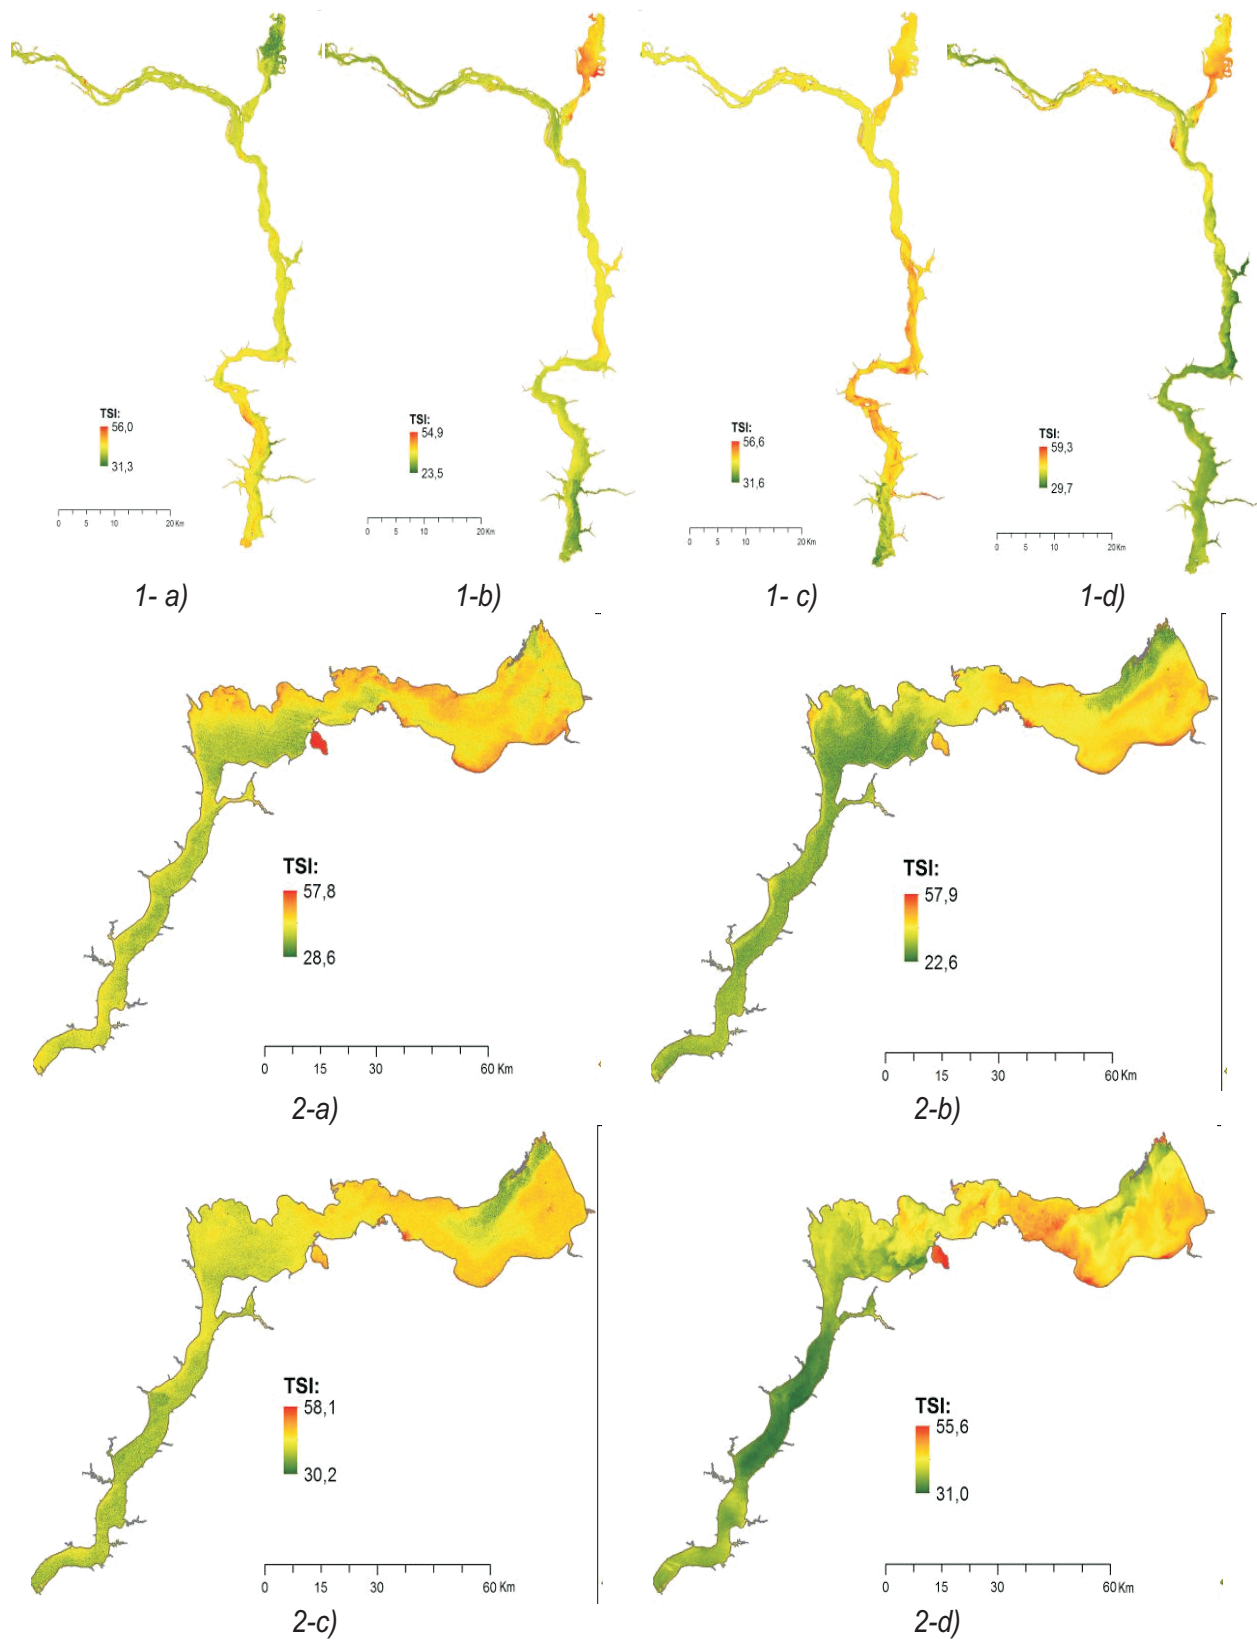 TSI:
56,0
31,3
0 5 10 20 Km
1- a)
TSI:
54,9
23,5
0 5 10 20 Km
1-b)
TSI:
56,6
31,6
0 5 10 20 Km
1- c)
TSI:
59,3
29,7
0 5 10 20 Km
1-d)
TSI:
57,8
28,6
0 15 30 60 Km
2-a)
TSI:
57,9
22,6
0 15 30 60 Km
2-b)
TSI:
58,1
30,2
0 15 30 60 Km
2-c)
TSI:
55,6
31,0
0 15 30 60 Km
2-d)